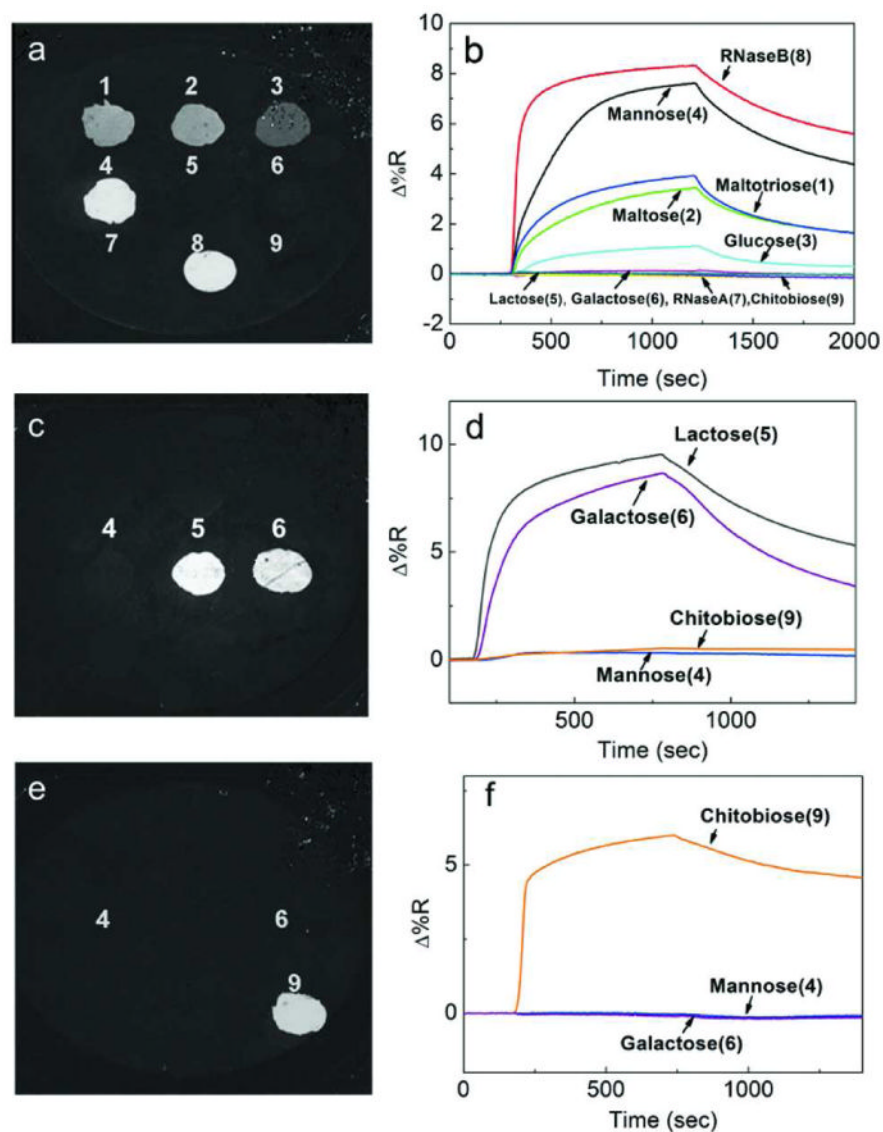 a
1 2 3
4 5 6
7 8 9
b
10
8
6
4
2
0
-2
Δ%R
RNaseB(8)
Mannose(4)
Maltotriose(1)
Maltose(2)
Glucose(3)
Lactose(5), Galactose(6), RNaseA(7),Chitobiose(9)
0 500 1000 1500 2000
Time (sec)
c
4 5 6
d
10
5
0
Δ%R
Lactose(5)
Galactose(6)
Chitobiose(9)
Mannose(4)
500 1000
Time (sec)
e
4 6
9
f
5
0
Δ%R
Chitobiose(9)
Mannose(4)
Galactose(6)
0 500 1000
Time (sec)